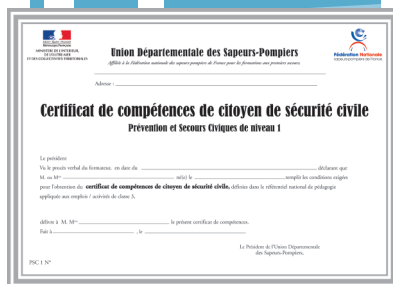 MINISTÈRE DE L'INTÉRIEUR,
DE L'OUTRE-MER
ET DES COLLECTIVITÉS TERRITORIALES
Union Départementale des Sapeurs-Pompiers
Affiliée à la Fédération nationale des sapeurs-pompiers de France pour les formations aux premiers secours
Fédération Nationale
sapeurs-pompiers de France
Adresse :
Certificat de compétences de citoyen de sécurité civile
Prévention et Secours Civiques de niveau 1
Le président
Vu le procès verbal du formateur, en date du déclarant que
M. ou Mme né(e) le remplit les conditions exigées
pour l'obtention du certificat de compétences de citoyen de sécurité civile, définies dans le référentiel national de pédagogie
appliquées aux emplois / activités de classe 3,
délivre à M. Mme le présent certificat de compétences.
Fait à , le
Le Président de l'Union Départementale
des Sapeurs-Pompiers,
PSC 1 N°